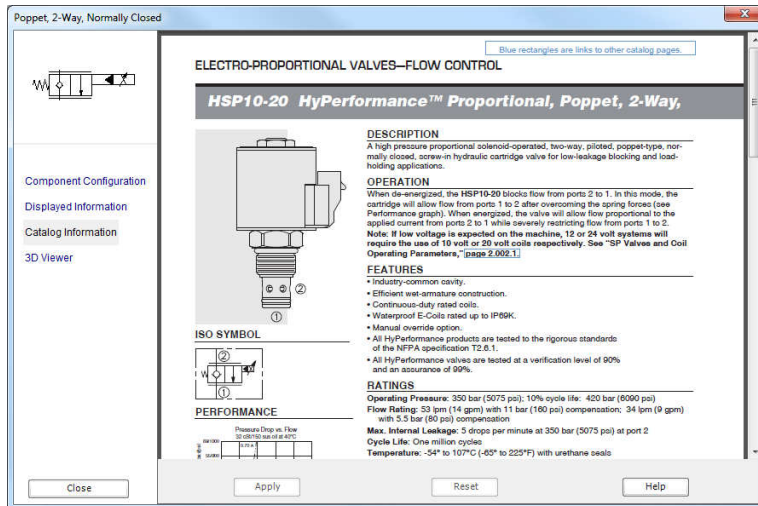 Poppet, 2-Way, Normally Closed
Component Configuration
Displayed Information
Catalog Information
3D Viewer
Close
Blue rectangles are links to other catalog pages.
ELECTRO-PROPORTIONAL VALVES—FLOW CONTROL
HSP10-20 HyPerformance™ Proportional, Poppet, 2-Way,
②
①
ISO SYMBOL
②
①
PERFORMANCE
Pressure Drop vs. Flow
32 cSt/150 sus oil at 40°C
DESCRIPTION
A high pressure proportional solenoid-operated, two-way, piloted, poppet-type, nor-
mally closed, screw-in hydraulic cartridge valve for low-leakage blocking and load-
holding applications.
OPERATION
When de-energized, the HSP10-20 blocks flow from ports 2 to 1. In this mode, the
cartridge will allow flow from ports 1 to 2 after overcoming the spring forces (see
Performance graph). When energized, the valve will allow flow proportional to the
applied current from ports 2 to 1 while severely restricting flow from ports 1 to 2.
Note: If low voltage is expected on the machine, 12 or 24 volt systems will
require the use of 10 volt or 20 volt coils respectively. See "SP Valves and Coil
Operating Parameters," page 2.002.1.
FEATURES
• Industry-common cavity.
• Efficient wet-armature construction.
• Continuous-duty rated coils.
• Waterproof E-Coils rated up to IP69K.
• Manual override option.
• All HyPerformance products are tested to the rigorous standards
of the NFPA specification T2.6.1.
• All HyPerformance valves are tested at a verification level of 90%
and an assurance of 99%.
RATINGS
Operating Pressure: 350 bar (5075 psi); 10% cycle life: 420 bar (6090 psi)
Flow Rating: 53 lpm (14 gpm) with 11 bar (160 psi) compensation; 34 lpm (9 gpm)
with 5.5 bar (80 psi) compensation
Max. Internal Leakage: 5 drops per minute at 350 bar (5075 psi) at port 2
Cycle Life: One million cycles
Temperature: -54° to 107°C (-65° to 225°F) with urethane seals
Apply
Reset
Help